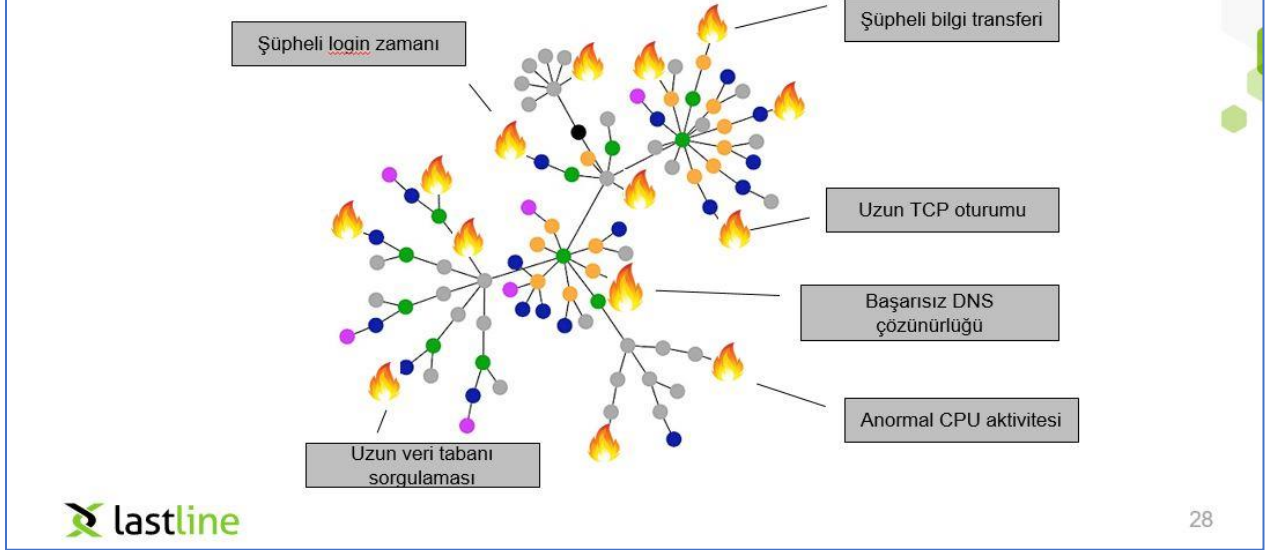 Şüpheli bilgi transferi
Şüpheli login zamanı
Uzun TCP oturumu
Başarısız DNS
çözünürlüğü
Anormal CPU aktivitesi
Uzun veri tabanı
sorgulaması
lastline
28